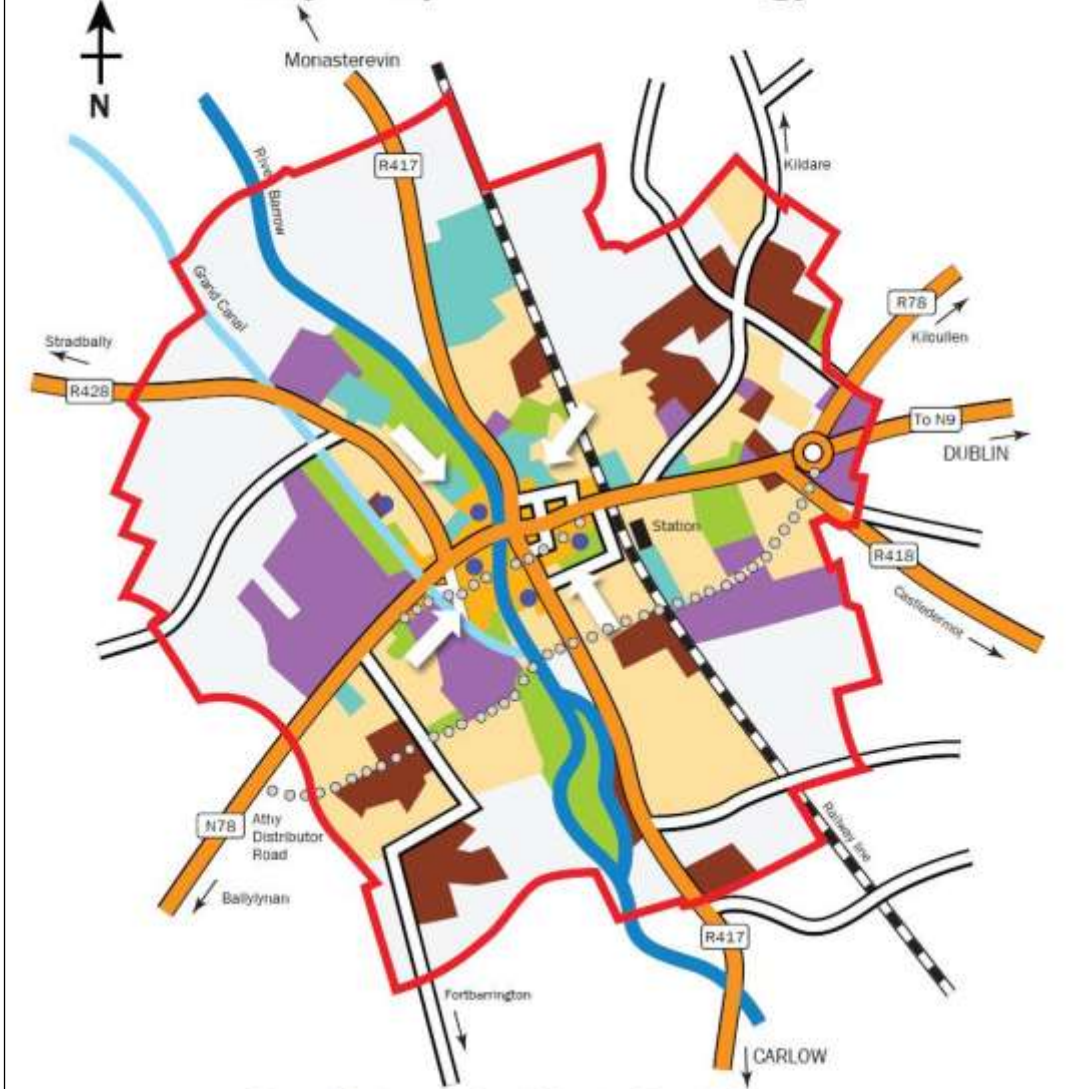 Monasterevin
N
R417
Kildare
River Barrow
Grand Canal
Stradbally
R428
R78
Kilcullen
To N9
DUBLIN
Station
R418
Castledermot
N78
Athy
Distributor
Road
Ballylynan
Railway line
R417
Fortbarrington
CARLOW